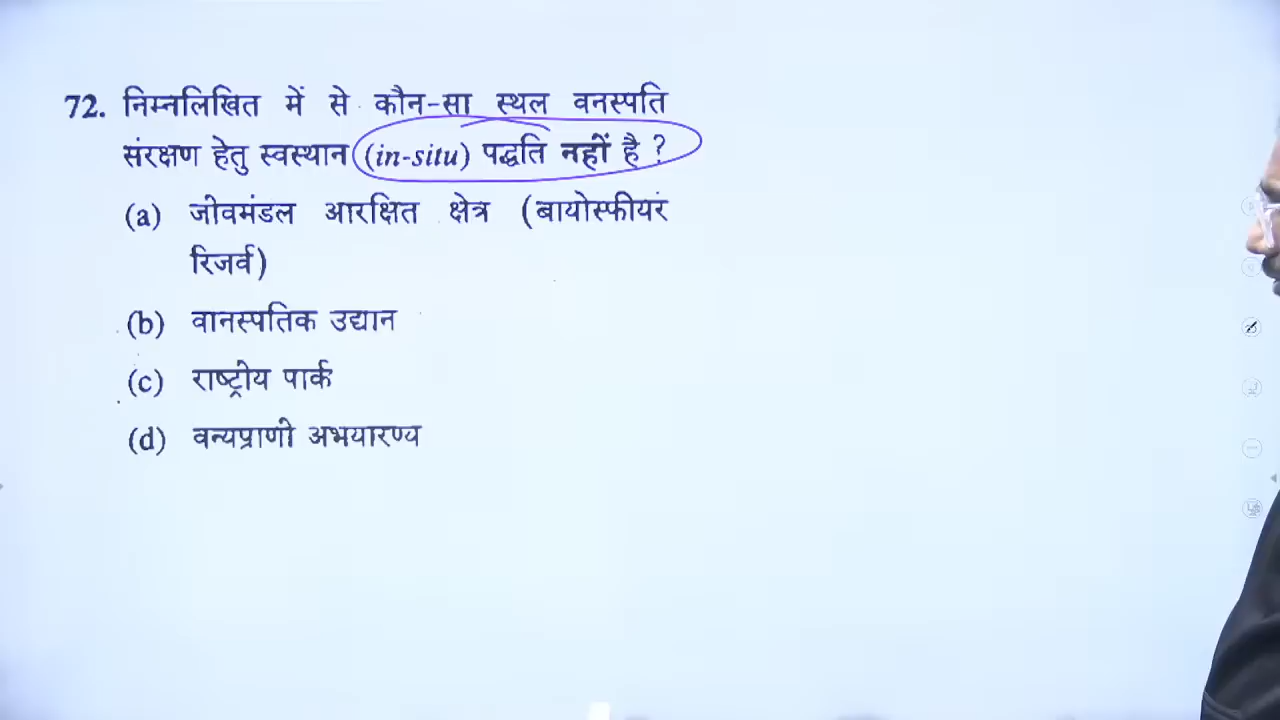 72. निम्नलिखित में से कौन-सा स्थल वनस्पति
संरक्षण हेतु स्वस्थान (in-situ) पद्धति नहीं है ?
(a) जीवमंडल आरक्षित क्षेत्र (बायोस्फीयर
रिजर्व)
(b) वानस्पतिक उद्यान
(c) राष्ट्रीय पार्क
(d) वन्यप्राणी अभयारण्य